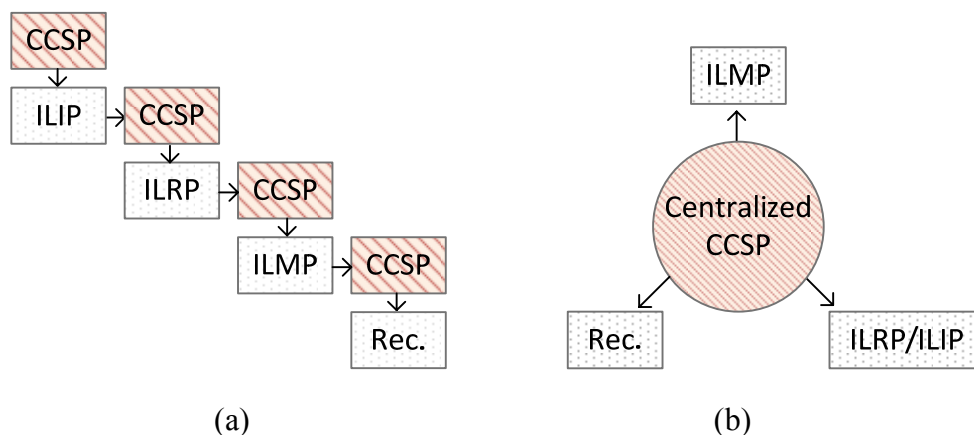 CCSP
ILIP
CCSP
ILRP
CCSP
ILMP
CCSP
Rec.
(a)
ILMP
Centralized
CCSP
Rec.
ILRP/ILIP
(b)